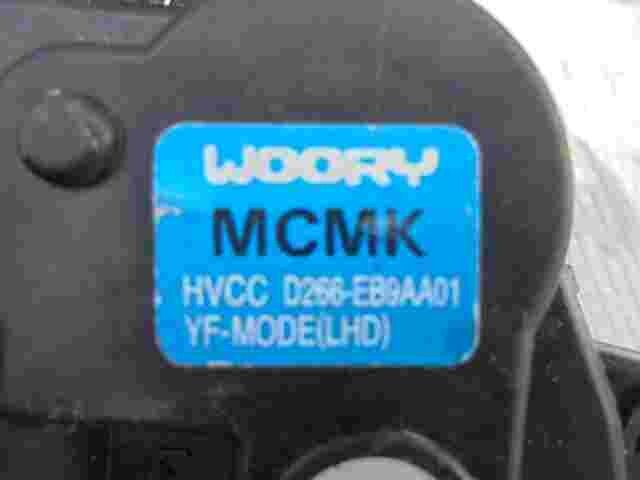 WOORY
MCMK
HVCC D266-EB9AA01
YF-MODE(LHD)